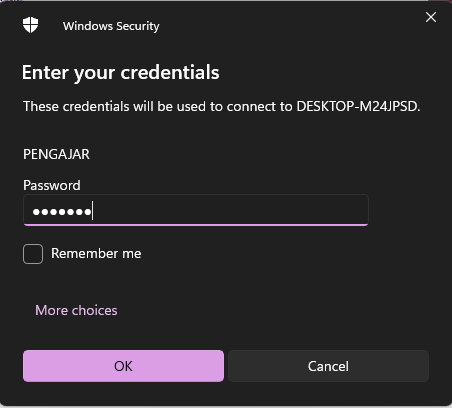 Windows Security
Enter your credentials
These credentials will be used to connect to DESKTOP-M24JPSD.
PENGAJAR
Password
●●●●●●●
Remember me
More choices
OK
Cancel